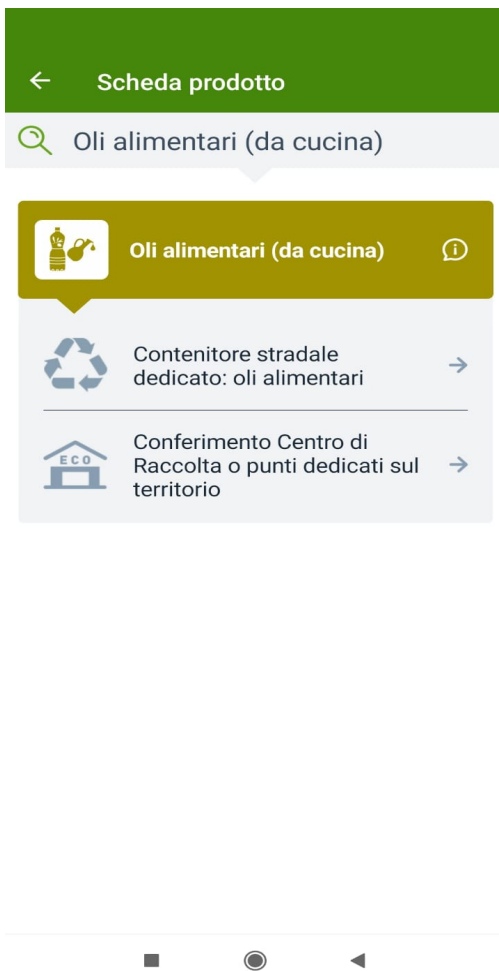 Scheda prodotto
Oli alimentari (da cucina)
Oli alimentari (da cucina)
Contenitore stradale
dedicato: oli alimentari
ECO
Conferimento Centro di
Raccolta o punti dedicati sul
territorio